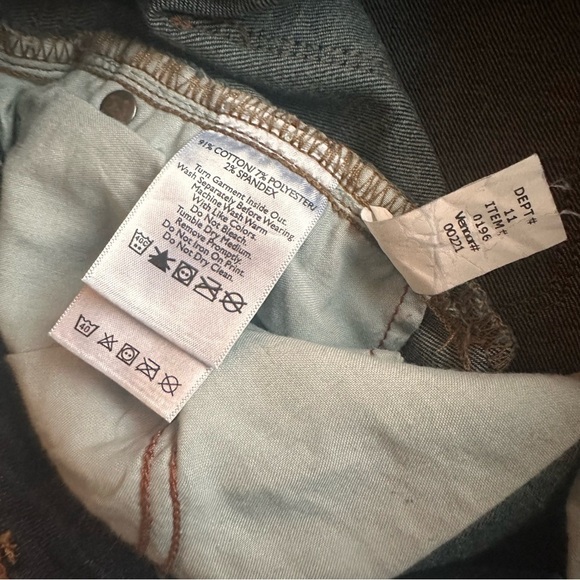 91% COTTON/ 7% POLYESTER/
2% SPANDEX
Turn Garment Inside Out.
Wash Separately Before Wearing
Machine Wash Warm
With Like Colors.
Do Not Bleach.
Tumble Dry, Medium.
Remove Promptly.
Do Not Iron On Print
Do Not Dry Clean.
40C
40
DEPT#
11
ITEM#
0196
Vendor#
00221